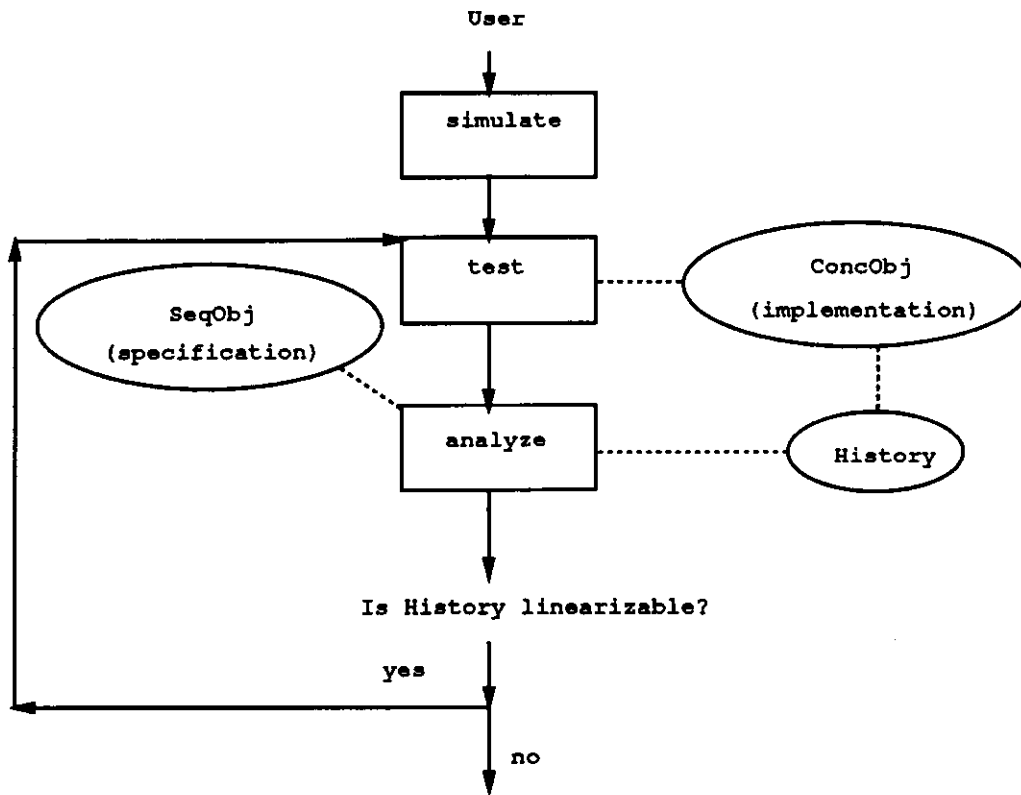 User
simulate
test
ConcObj
(implementation)
SeqObj
(specification)
analyze
History
Is History linearizable?
yes
no